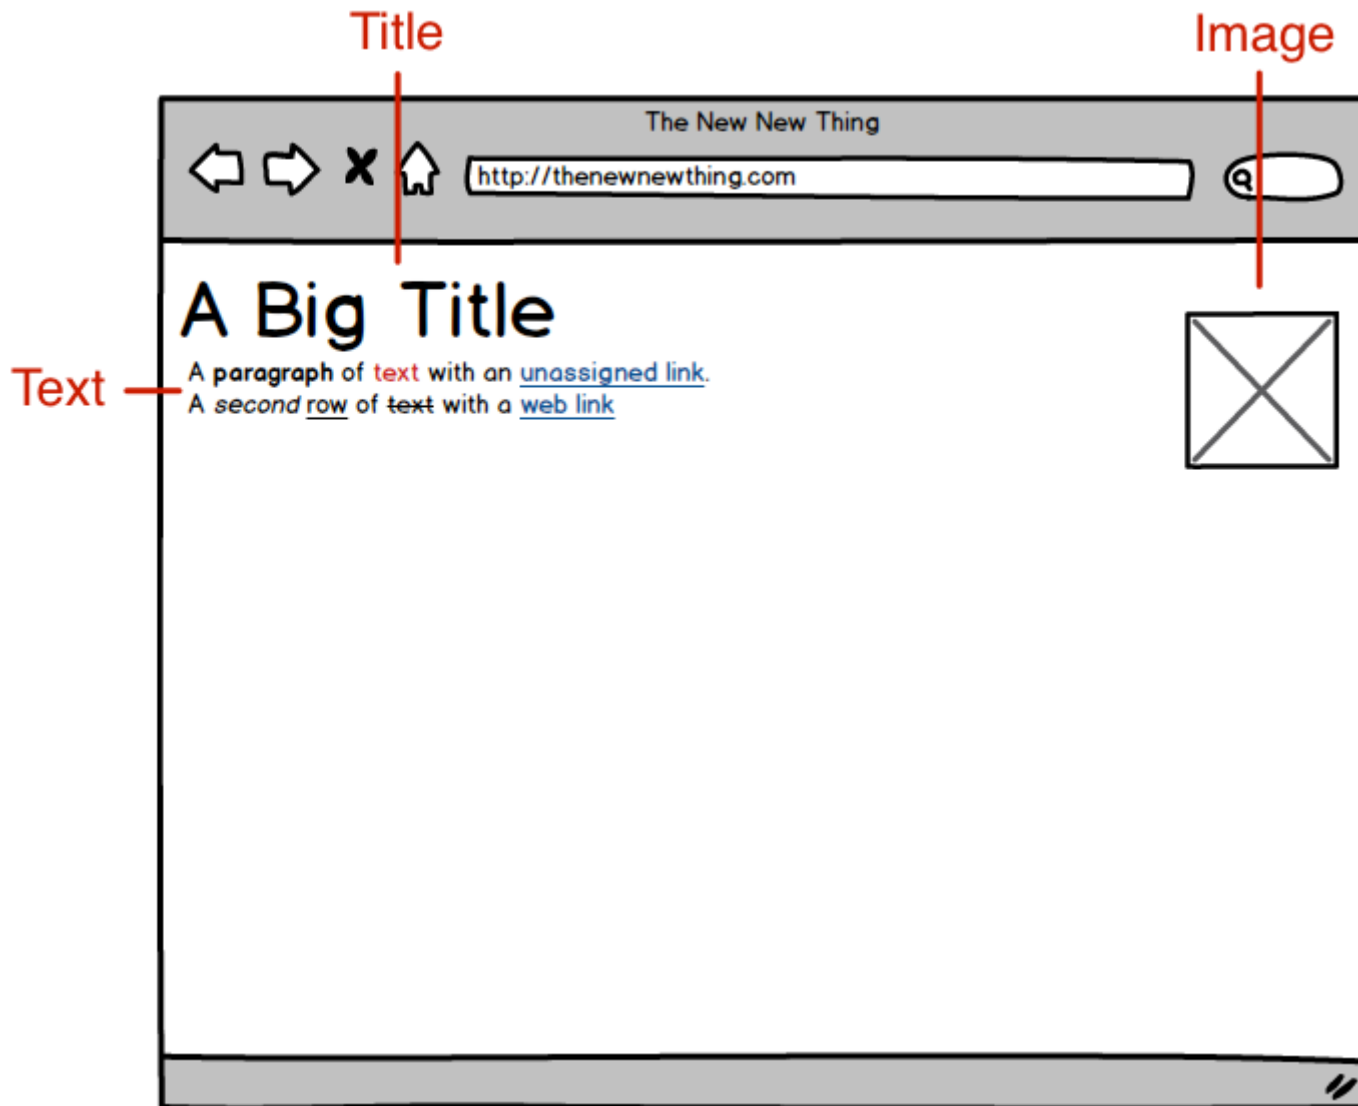 Title
Image
The New New Thing
http://thenewnewthing.com
A Big Title
Text
A paragraph of text with an unassigned link.
A second row of text with a web link